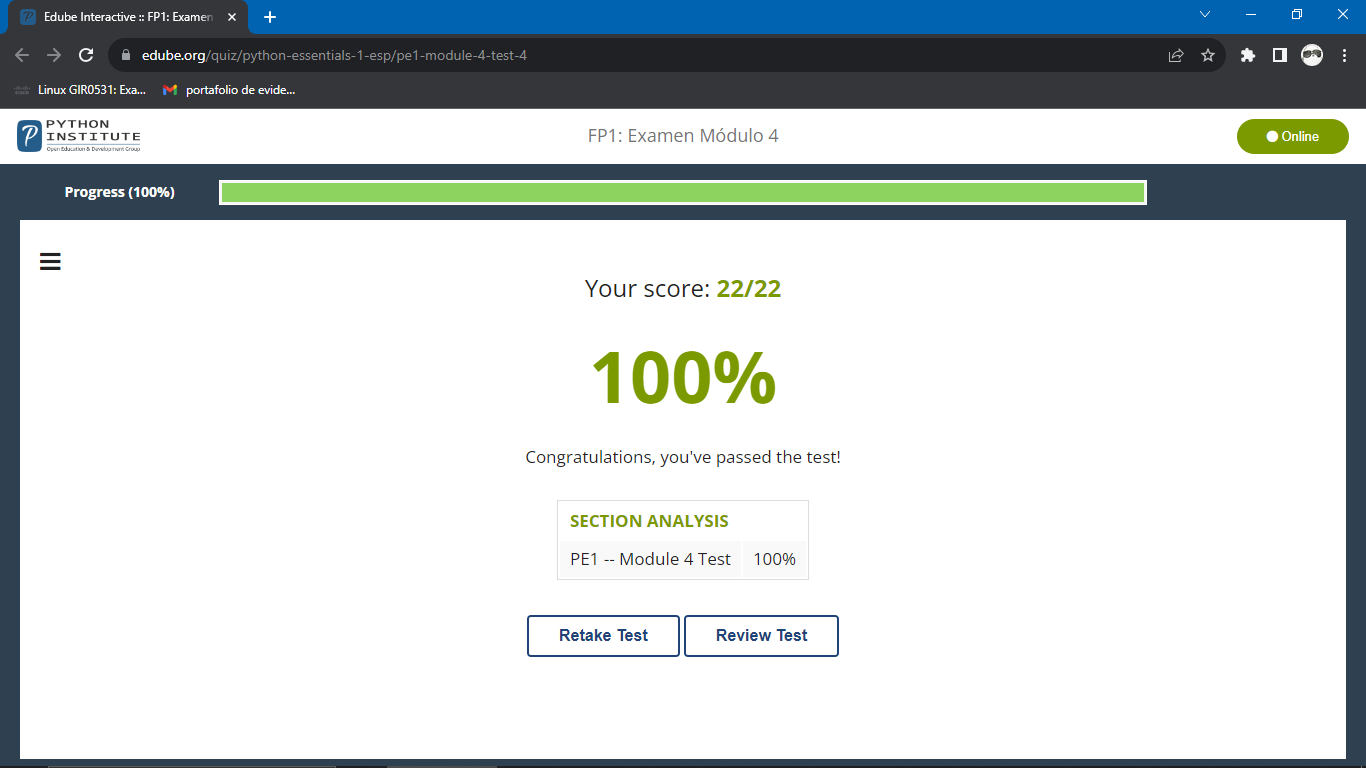 Edube Interactive :: FP1: Examen
edube.org/quiz/python-essentials-1-esp/pe1-module-4-test-4
Linux GIR0531: Exa...
portafolio de evide...
PYTHON
INSTITUTE
Open Education & Development Group
FP1: Examen Módulo 4
Online
Progress (100%)
Your score: 22/22
100%
Congratulations, you've passed the test!
SECTION ANALYSIS
PE1 -- Module 4 Test 100%
Retake Test
Review Test